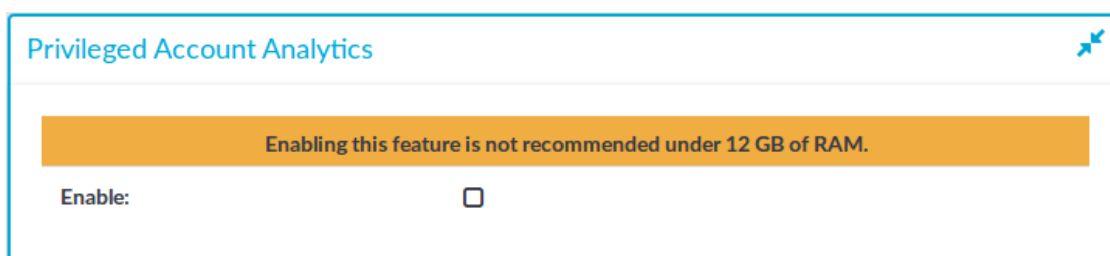 Privileged Account Analytics
Enabling this feature is not recommended under 12 GB of RAM.
Enable: